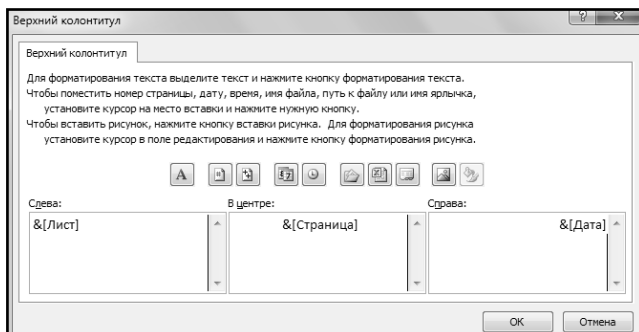 Верхний колонтитул
Верхний колонтитул
Для форматирования текста выделите текст и нажмите кнопку форматирования текста.
Чтобы поместить номер страницы, дату, время, имя файла, путь к файлу или имя ярлычка,
установите курсор на место вставки и нажмите нужную кнопку.
Чтобы вставить рисунок, нажмите кнопку вставки рисунка. Для форматирования рисунка
установите курсор в поле редактирования и нажмите кнопку форматирования рисунка.
A
Слева: В центре: Справа:
&[Лист] &[Страница] &[Дата]
ОК Отмена